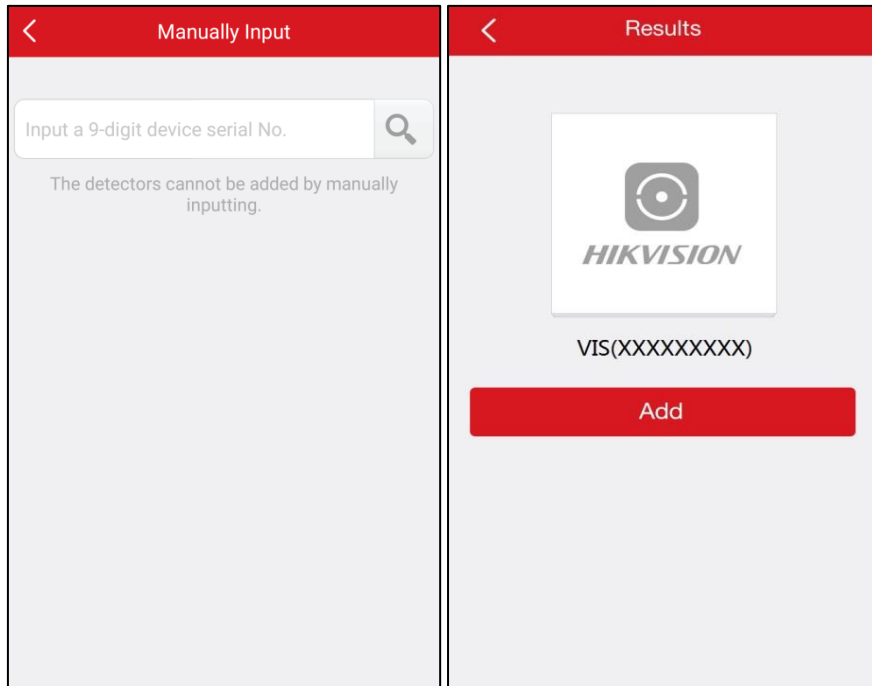 Manually Input
Input a 9-digit device serial No.
The detectors cannot be added by manually
inputting.
Results
HIKVISION
VIS(XXXXXXXXX)
Add